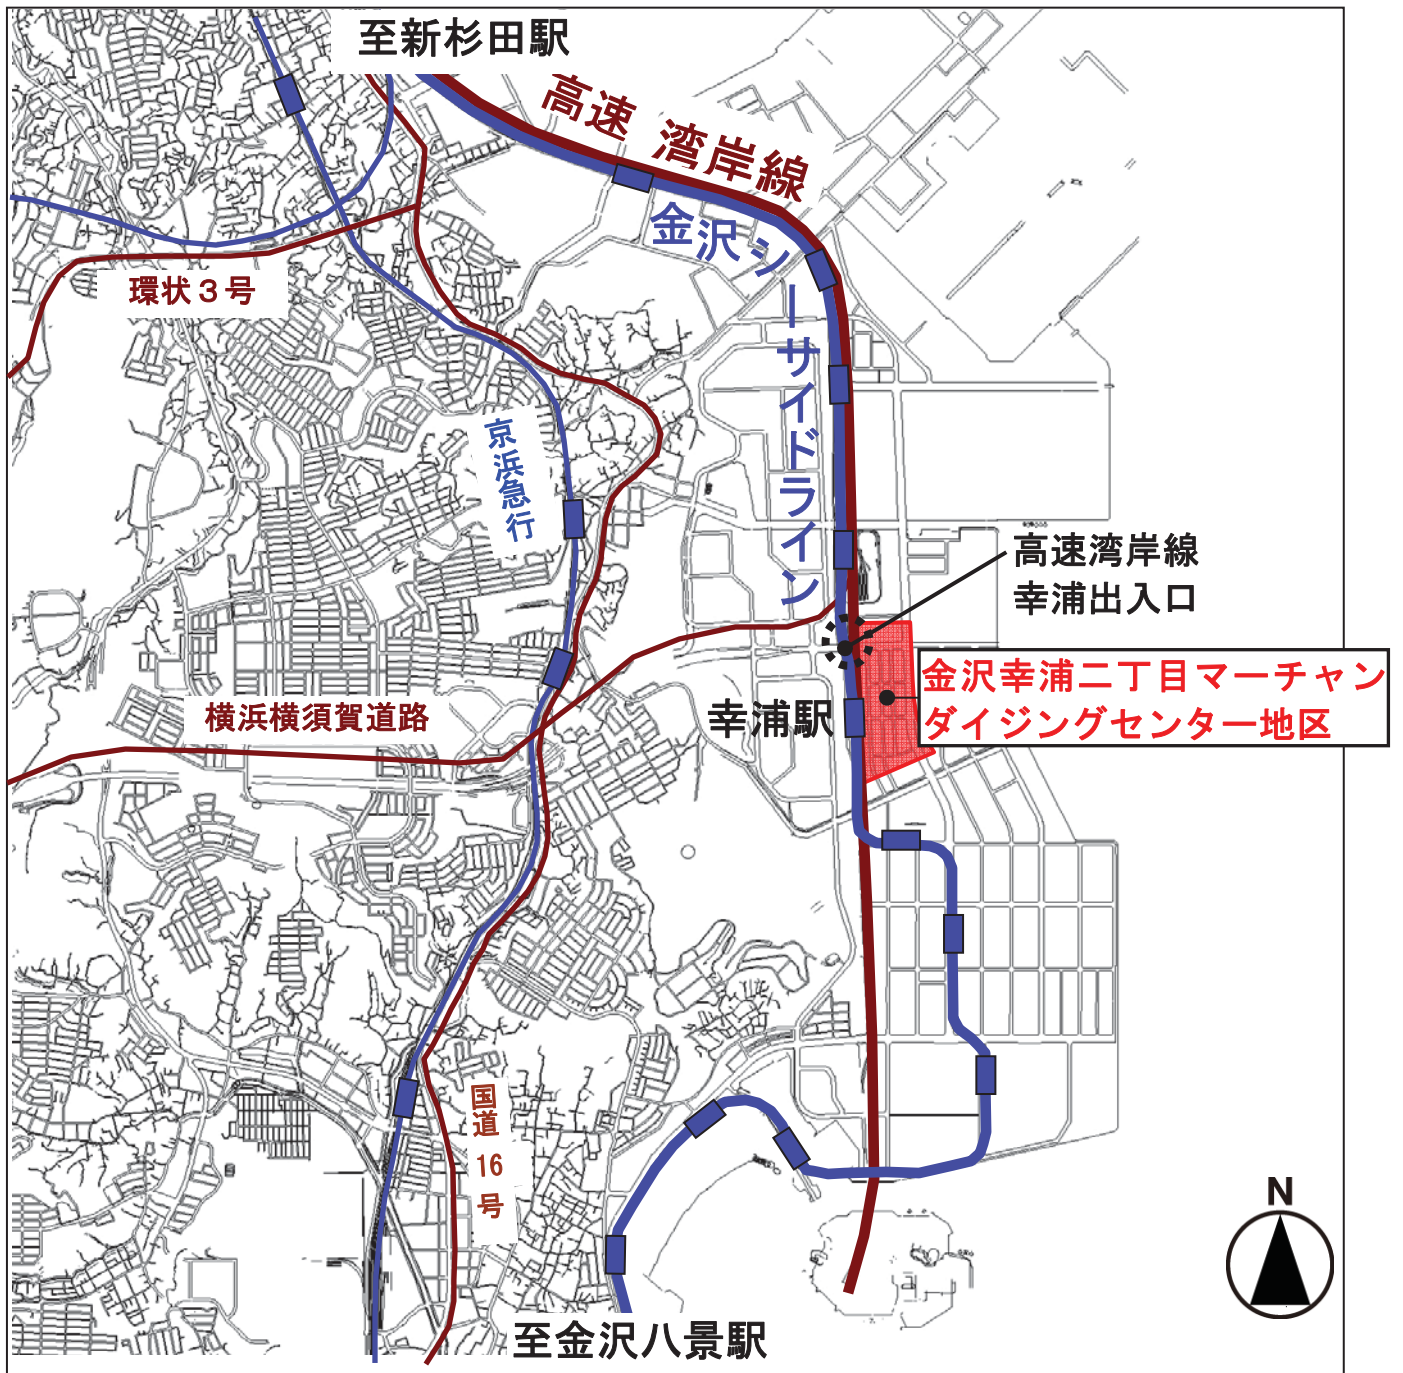 至新杉田駅
高速 湾岸線
金沢シーサイドライン
環状３号
京浜急行
高速湾岸線
幸浦出入口
金沢幸浦二丁目マーチャン
ダイジングセンター地区
幸浦駅
横浜横須賀道路
国道
16
号
N
至金沢八景駅